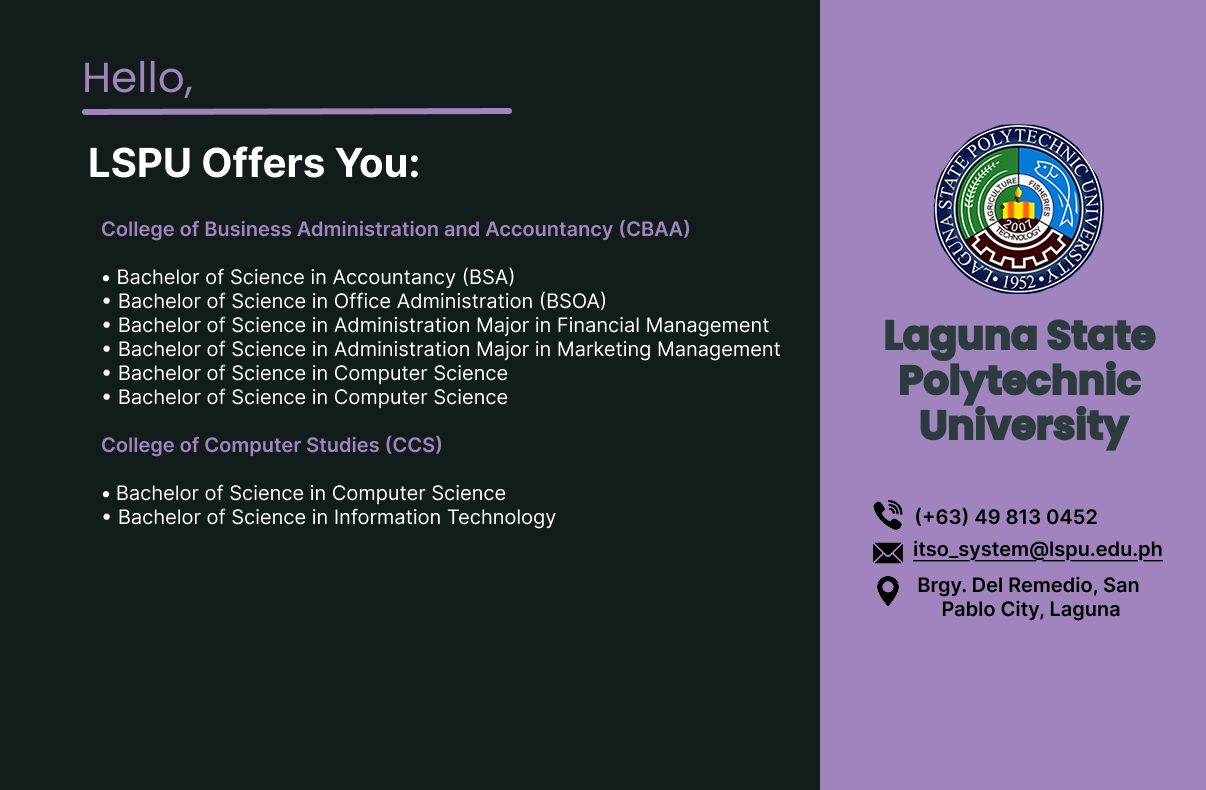 Hello,
LSPU Offers You:
College of Business Administration and Accountancy (CBAA)
• Bachelor of Science in Accountancy (BSA)
• Bachelor of Science in Office Administration (BSOA)
• Bachelor of Science in Administration Major in Financial Management
• Bachelor of Science in Administration Major in Marketing Management
• Bachelor of Science in Computer Science
• Bachelor of Science in Computer Science
College of Computer Studies (CCS)
• Bachelor of Science in Computer Science
• Bachelor of Science in Information Technology
LAGUNA STATE POLYTECHNIC UNIVERSITY
• 1952 •
AGRICULTURE
FISHERIES
2007
TECHNOLOGY
Laguna State
Polytechnic
University
(+63) 49 813 0452
itso_system@lspu.edu.ph
Brgy. Del Remedio, San
Pablo City, Laguna